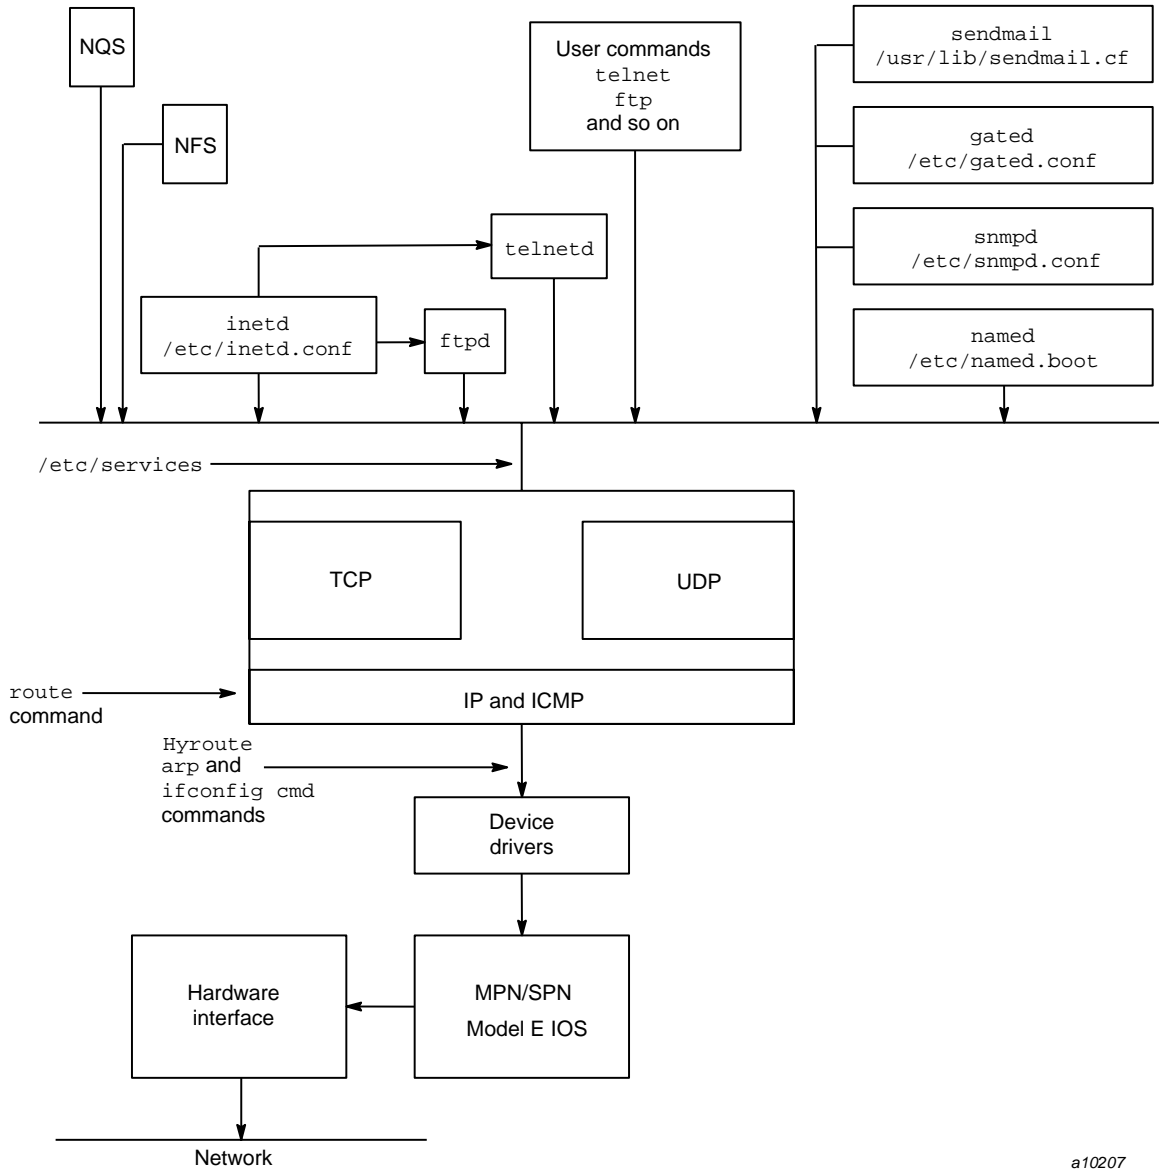 NQS
User commands
telnet
ftp
and so on
sendmail
/usr/lib/sendmail.cf
NFS
gated
/etc/gated.conf
telnetd
snmpd
/etc/snmpd.conf
inetd
/etc/inetd.conf
ftpd
named
/etc/named.boot
/etc/services
TCP
UDP
route
command
IP and ICMP
Hyroute
arp and
ifconfig cmd
commands
Device
drivers
Hardware
interface
MPN/SPN
Model E IOS
Network
a10207